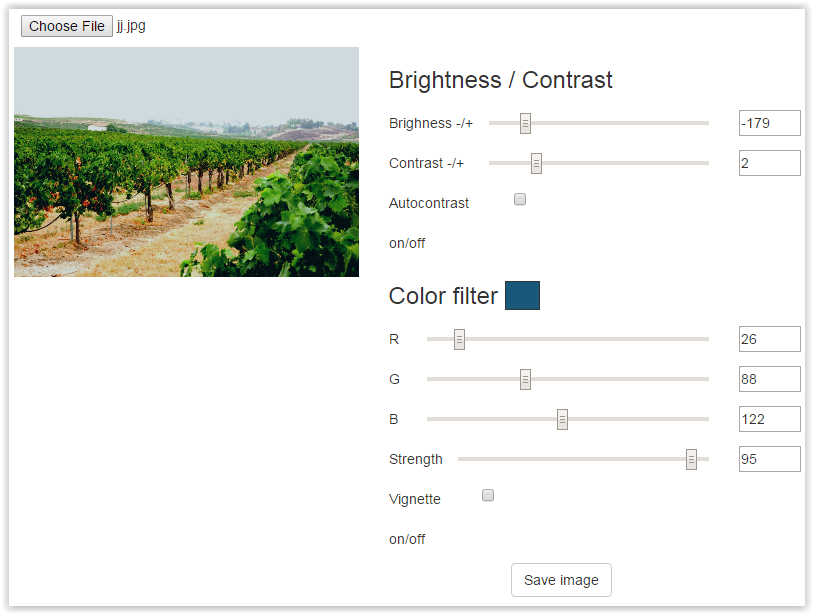 Choose File jj.jpg
Brightness / Contrast
Brighness -/+ -179
Contrast -/+ 2
Autocontrast
on/off
Color filter
R 26
G 88
B 122
Strength 95
Vignette
on/off
Save image